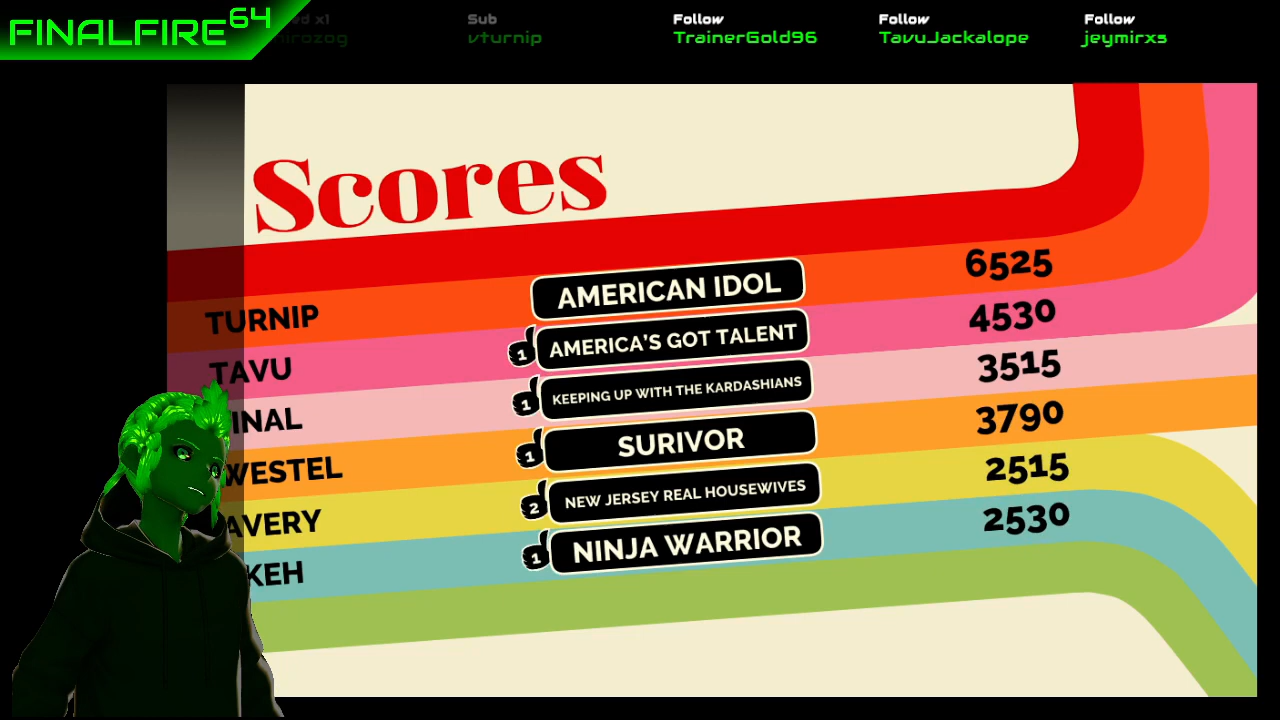 FINALFIRE64
x1
Sub
vturnip
Follow
TrainerGold96
Follow
TavuJackalope
Follow
jeymirxs
Scores
TURNIP AMERICAN IDOL 6525
TAVU 1 AMERICA'S GOT TALENT 4530
INAL 1 KEEPING UP WITH THE KARDASHIANS 3515
WESTEL 1 SURIVOR 3790
AVERY 2 NEW JERSEY REAL HOUSEWIVES 2515
KEH 1 NINJA WARRIOR 2530